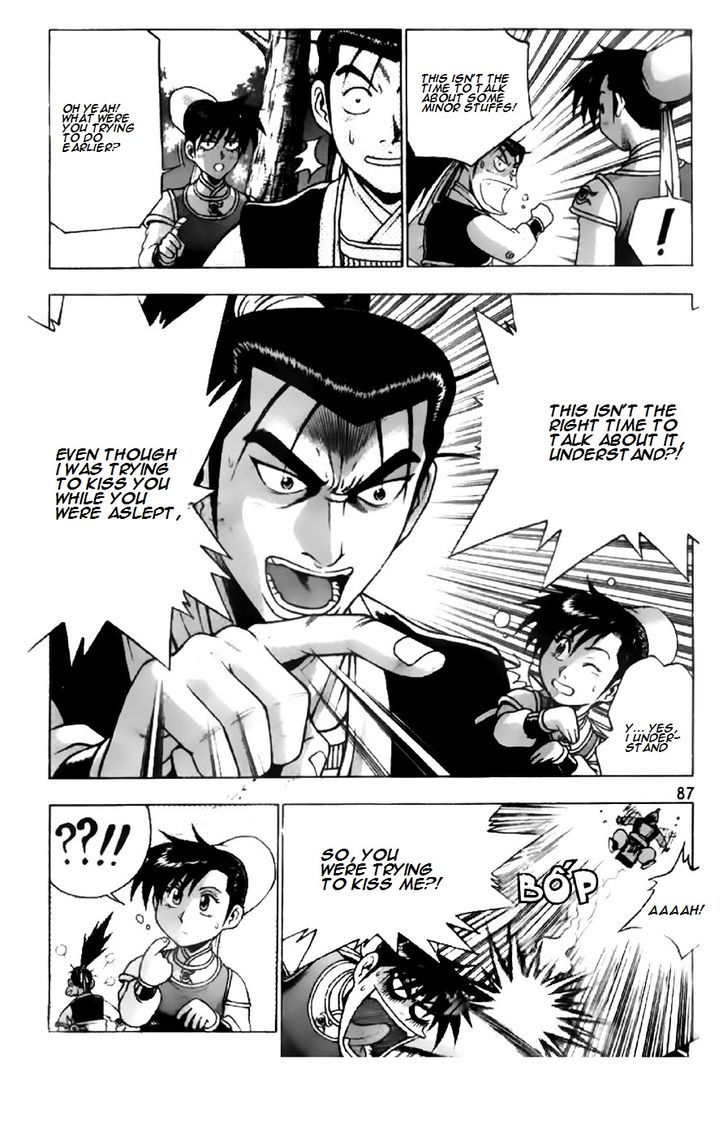 OH YEAH!
WHAT WERE
YOU TRYING
TO DO
EARLIER?
THIS ISN'T THE
TIME TO TALK
ABOUT SOME
MINOR STUFFS!
!
EVEN THOUGH
I WAS TRYING
TO KISS YOU
WHILE YOU
WERE ASLEPT,
THIS ISN'T THE
RIGHT TIME TO
TALK ABOUT IT,
UNDERSTAND?!
Y... YES,
I UNDER-
STAND
87
??!!
SO, YOU
WERE TRYING
TO KISS ME?!
BỐP
AAAAH!